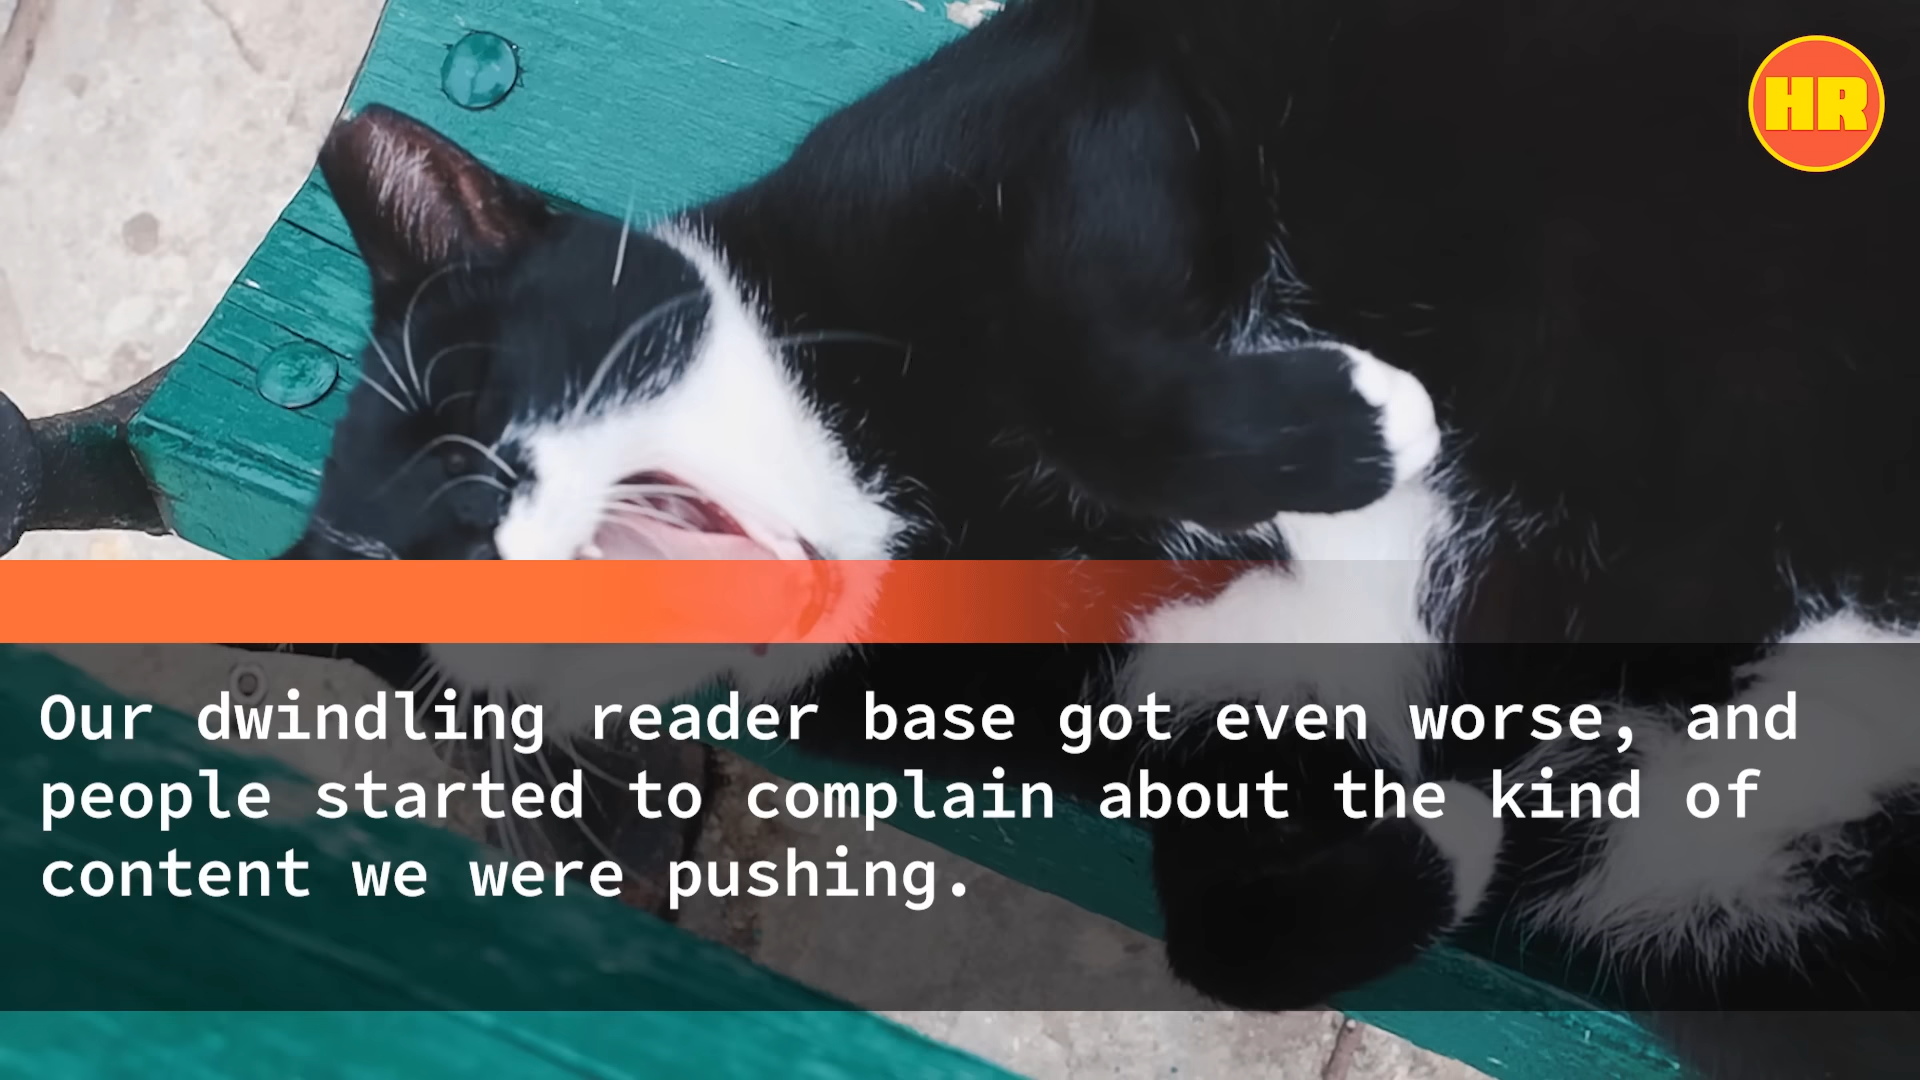 HR
Our dwindling reader base got even worse, and
people started to complain about the kind of
content we were pushing.